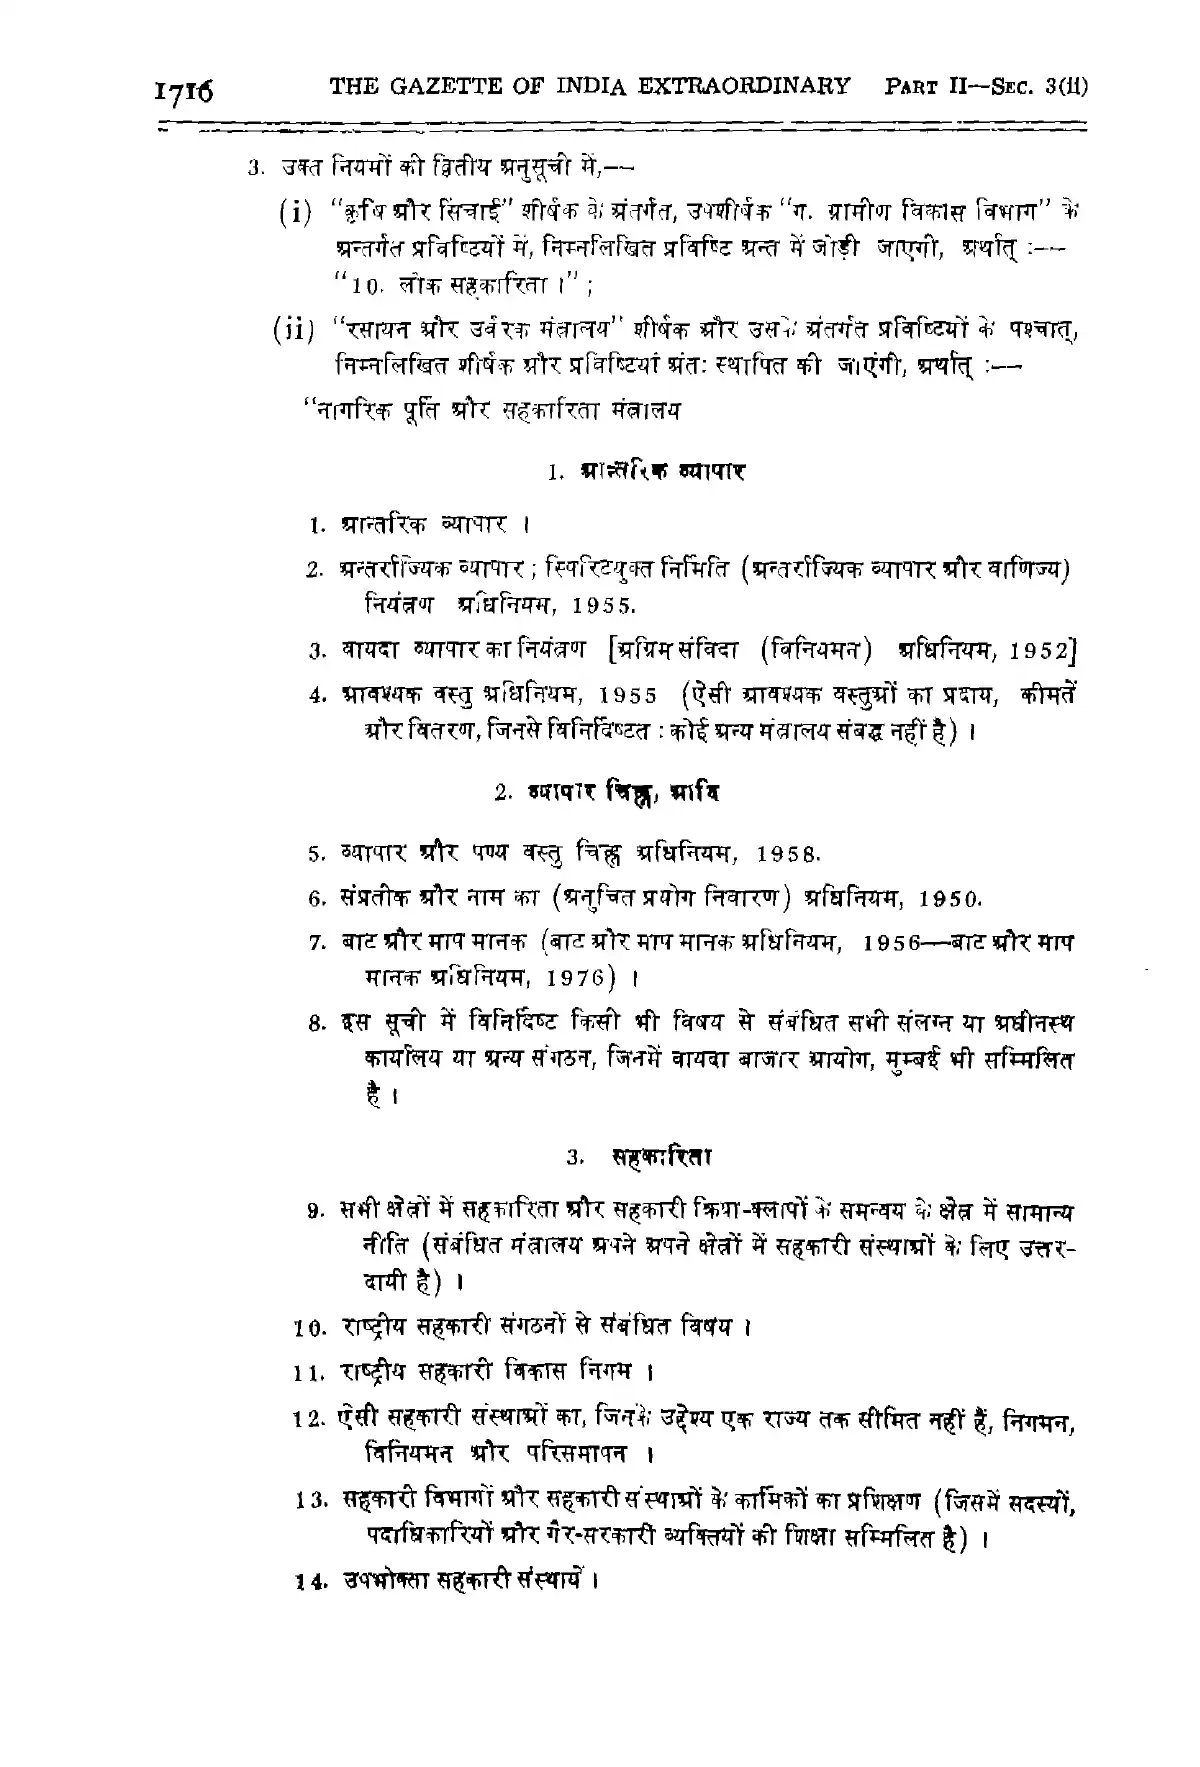 1716 THE GAZETTE OF INDIA EXTRAORDINARY PART II—SEC. 3(ii)
3. उक्त नियमों की द्वितीय अनुसूची में,—
(i) “कृषि और सिंचाई” शीर्षक के अंतर्गत, उपशीर्षक “ग. ग्रामीण विकास विभाग” के
अन्तर्गत प्रविष्टियों में, निम्नलिखित प्रविष्टि अन्त में जोड़ी जाएगी, अर्थात् :—
“10. लोक सहकारिता ।” ;
(ii) “रसायन और उर्वरक मंत्रालय” शीर्षक और उसके अंतर्गत प्रविष्टियों के पश्चात्,
निम्नलिखित शीर्षक और प्रविष्टियां अंतः स्थापित की जाएंगी, अर्थात् :—
“नागरिक पूर्ति और सहकारिता मंत्रालय
1. आन्तरिक व्यापार
1. आन्तरिक व्यापार ।
2. अन्तर्राज्यिक व्यापार ; स्पिरिटयुक्त निर्मिति (अन्तर्राज्यिक व्यापार और वाणिज्य)
नियंत्रण अधिनियम, 1955.
3. वायदा व्यापार का नियंत्रण [अग्रिम संविदा (विनियमन) अधिनियम, 1952]
4. आवश्यक वस्तु अधिनियम, 1955 (ऐसी आवश्यक वस्तुओं का प्रदाय, कीमतें
और वितरण, जिनसे विनिर्दिष्टत : कोई अन्य मंत्रालय संबद्ध नहीं है) ।
2. व्यापार चिह्न, आदि
5. व्यापार और पण्य वस्तु चिह्न अधिनियम, 1958.
6. संप्रतीक और नाम का (अनुचित प्रयोग निवारण) अधिनियम, 1950.
7. बाट और माप मानक (बाट और माप मानक अधिनियम, 1956—बाट और माप
मानक अधिनियम, 1976) ।
8. इस सूची में विनिर्दिष्ट किसी भी विषय से संबंधित सभी संलग्न या अधीनस्थ
कार्यालय या अन्य संगठन, जिनमें वायदा बाजार आयोग, मुम्बई भी सम्मिलित
है ।
3. सहकारिता
9. सभी क्षेत्रों में सहकारिता और सहकारी क्रिया-क्लापों के समन्वय के क्षेत्र में सामान्य
नीति (संबंधित मंत्रालय अपने अपने क्षेत्रों में सहकारी संस्थाओं के लिए उत्तर-
दायी है) ।
10. राष्ट्रीय सहकारी संगठनों से संबंधित विषय ।
11. राष्ट्रीय सहकारी विकास निगम ।
12. ऐसी सहकारी संस्थाओं का, जिनके उद्देश्य एक राज्य तक सीमित नहीं हैं, निगमन,
विनियमन और परिसमापन ।
13. सहकारी विभागों और सहकारी संस्थाओं के कार्मिकों का प्रशिक्षण (जिसमें सदस्यों,
पदाधिकारियों और गैर-सरकारी व्यक्तियों की शिक्षा सम्मिलित है) ।
14. उपभोक्ता सहकारी संस्थायें ।